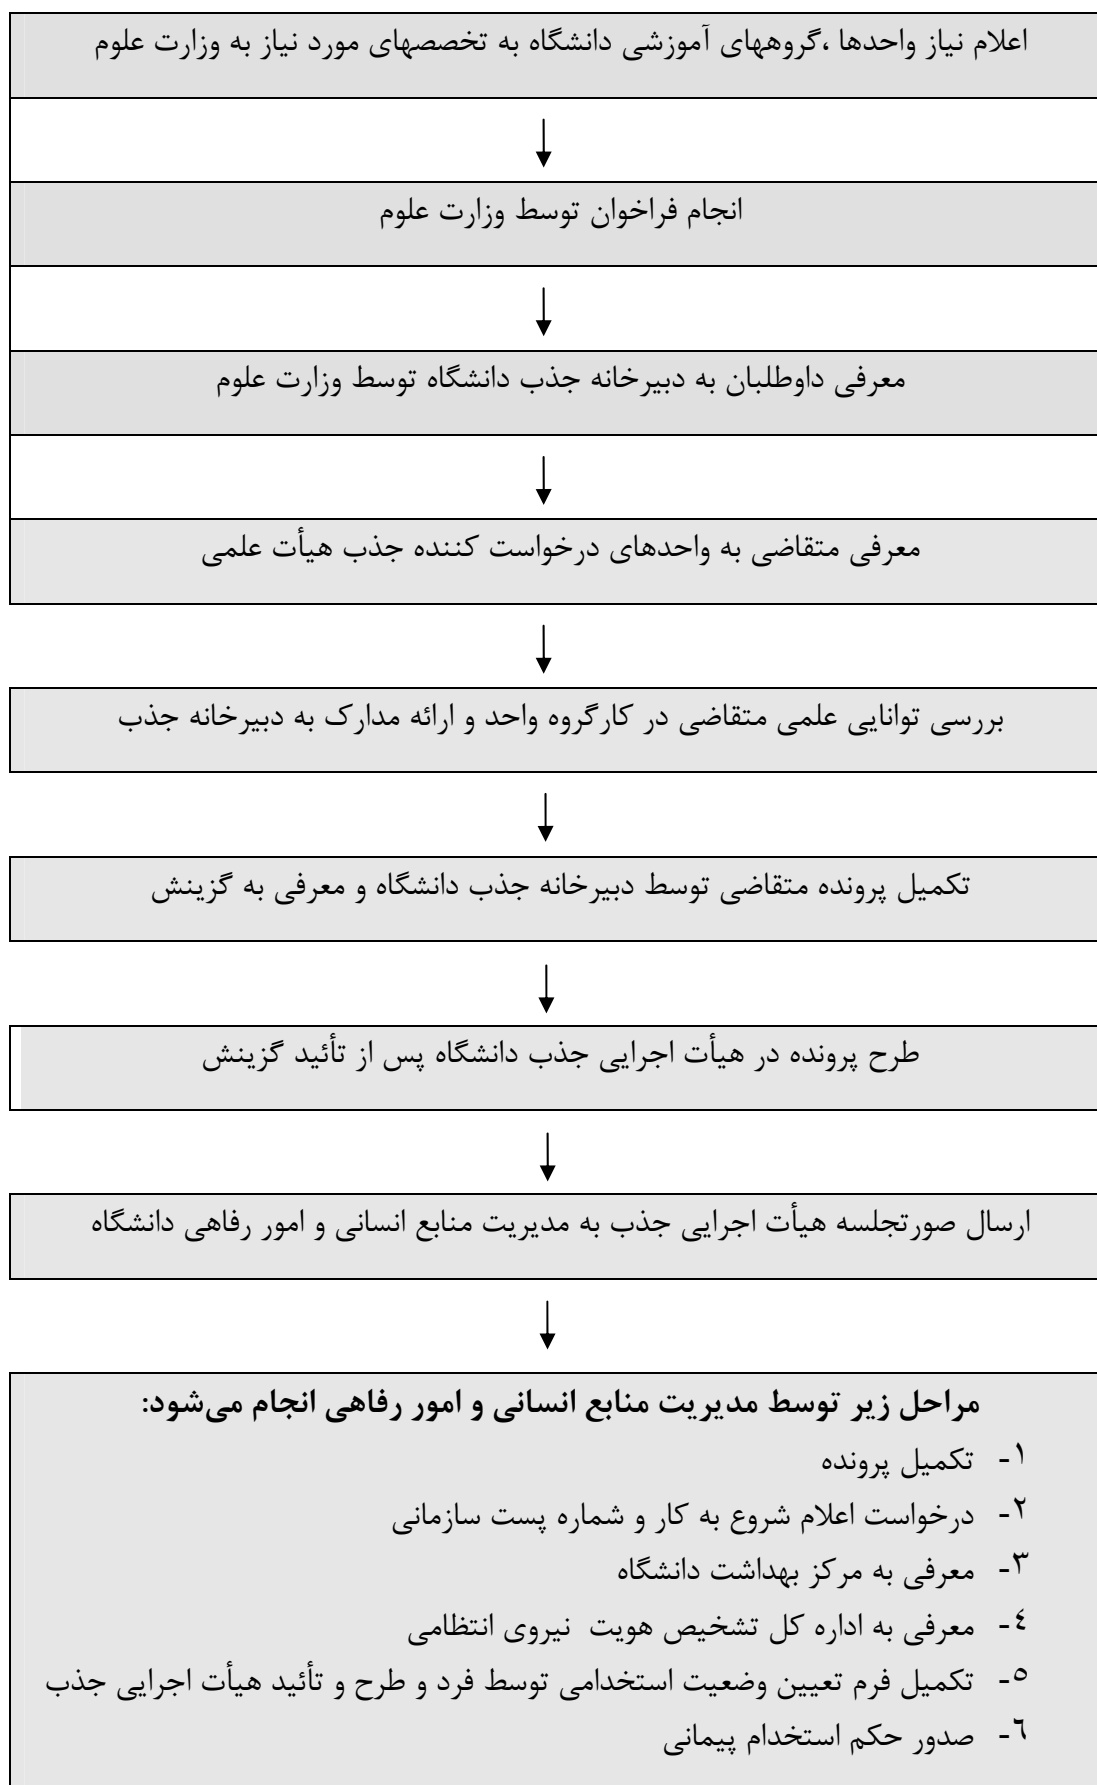 اعلام نیاز واحدها ،گروههای آموزشی دانشگاه به تخصصهای مورد نیاز به وزارت علوم
انجام فراخوان توسط وزارت علوم
معرفی داوطلبان به دبیرخانه جذب دانشگاه توسط وزارت علوم
معرفی متقاضی به واحدهای درخواست کننده جذب هیأت علمی
بررسی توانایی علمی متقاضی در کارگروه واحد و ارائه مدارک به دبیرخانه جذب
تکمیل پرونده متقاضی توسط دبیرخانه جذب دانشگاه و معرفی به گزینش
طرح پرونده در هیأت اجرایی جذب دانشگاه پس از تأئید گزینش
ارسال صورتجلسه هیأت اجرایی جذب به مدیریت منابع انسانی و امور رفاهی دانشگاه
مراحل زیر توسط مدیریت منابع انسانی و امور رفاهی انجام می‌شود:
۱- تکمیل پرونده
۲- درخواست اعلام شروع به کار و شماره پست سازمانی
۳- معرفی به مرکز بهداشت دانشگاه
٤- معرفی به اداره کل تشخیص هویت نیروی انتظامی
٥- تکمیل فرم تعیین وضعیت استخدامی توسط فرد و طرح و تأئید هیأت اجرایی جذب
٦- صدور حکم استخدام پیمانی